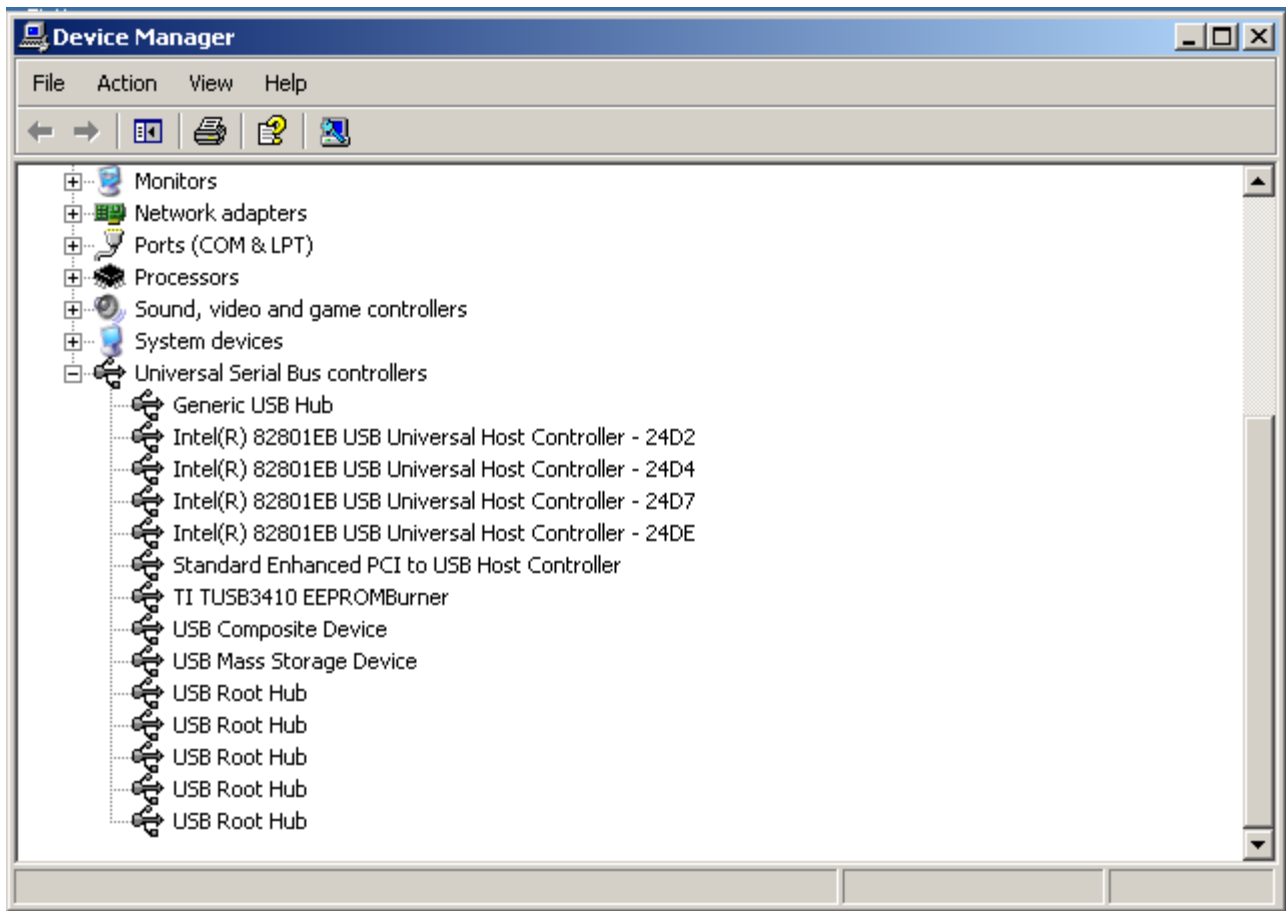 Device Manager
File Action View Help
Monitors
Network adapters
Ports (COM & LPT)
Processors
Sound, video and game controllers
System devices
Universal Serial Bus controllers
Generic USB Hub
Intel(R) 82801EB USB Universal Host Controller - 24D2
Intel(R) 82801EB USB Universal Host Controller - 24D4
Intel(R) 82801EB USB Universal Host Controller - 24D7
Intel(R) 82801EB USB Universal Host Controller - 24DE
Standard Enhanced PCI to USB Host Controller
TI TUSB3410 EEPROMBurner
USB Composite Device
USB Mass Storage Device
USB Root Hub
USB Root Hub
USB Root Hub
USB Root Hub
USB Root Hub